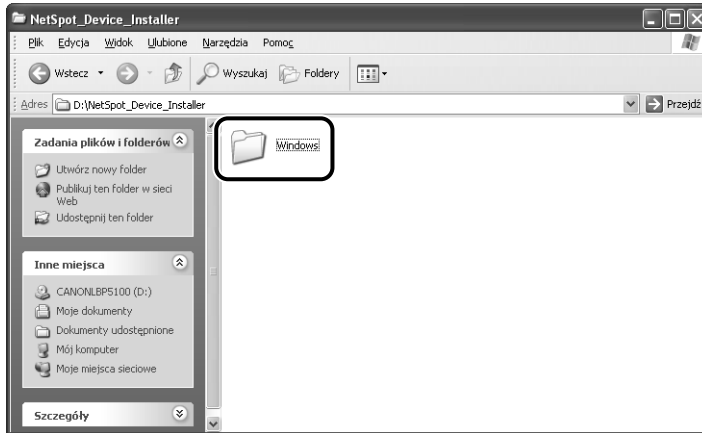 NetSpot_Device_Installer
Plik Edycja Widok Ulubione Narzędzia Pomoc
Wstecz Wyszukaj Foldery
Adres D:\NetSpot_Device_Installer Przejdź
Zadania plików i folderów
Utwórz nowy folder
Publikuj ten folder w sieci
Web
Udostępnij ten folder
Inne miejsca
CANONLBP5100 (D:)
Moje dokumenty
Dokumenty udostępnione
Mój komputer
Moje miejsca sieciowe
Szczegóły
Windows